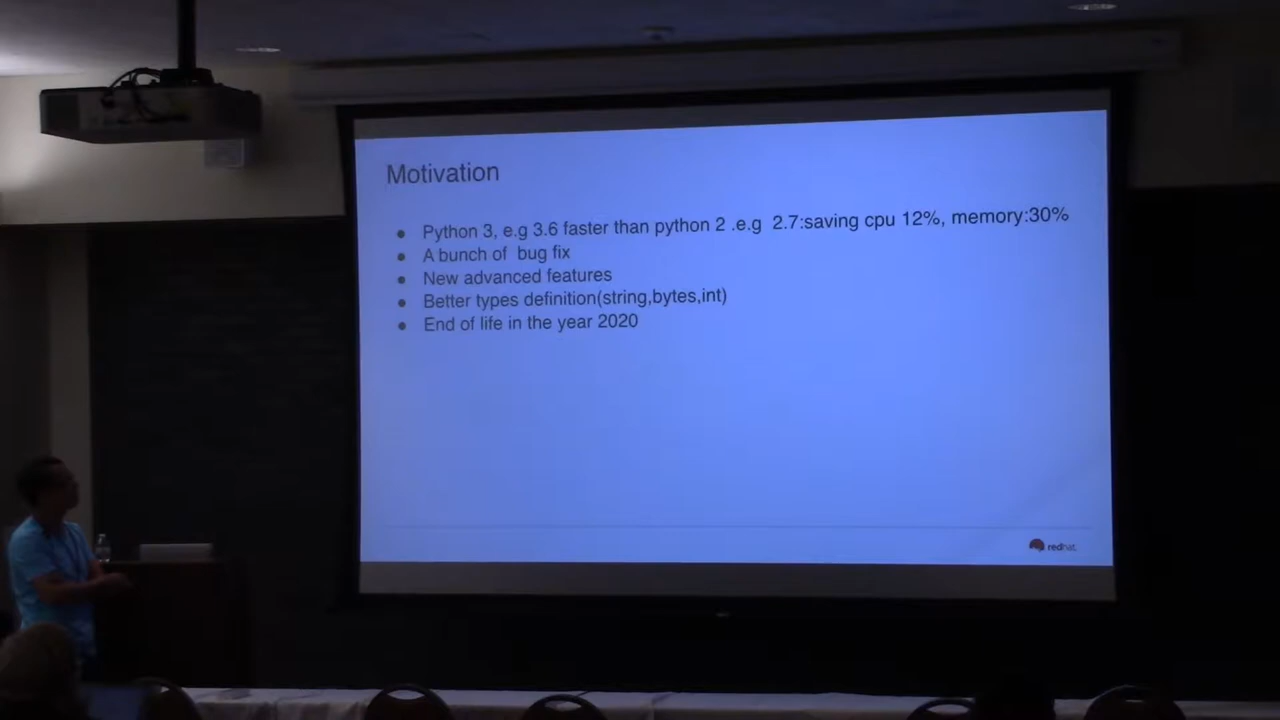 Motivation
Python 3, e.g 3.6 faster than python 2 .e.g  2.7:saving cpu 12%, memory:30%
A bunch of  bug fix
New advanced features
Better types definition(string,bytes,int)
End of life in the year 2020
redhat.